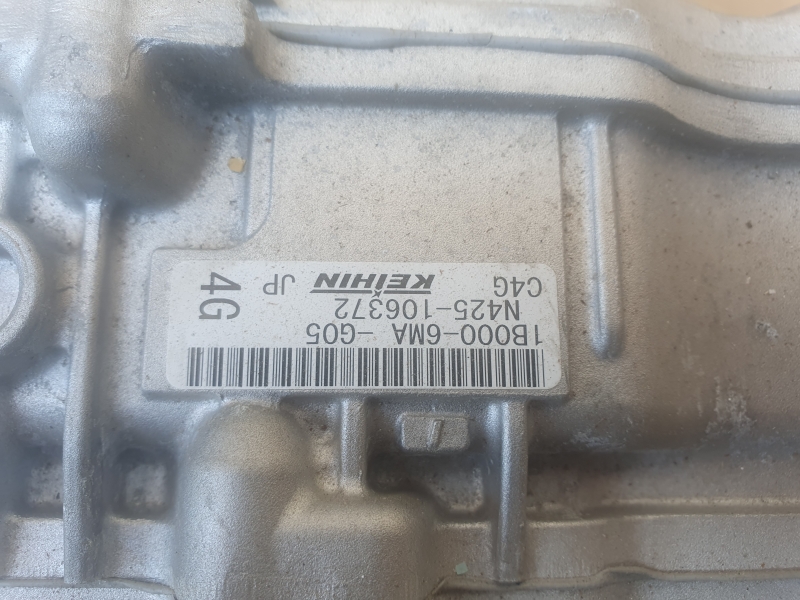 1B000-6MA -G05
N425-106372
C4G KEIHIN JP 4G